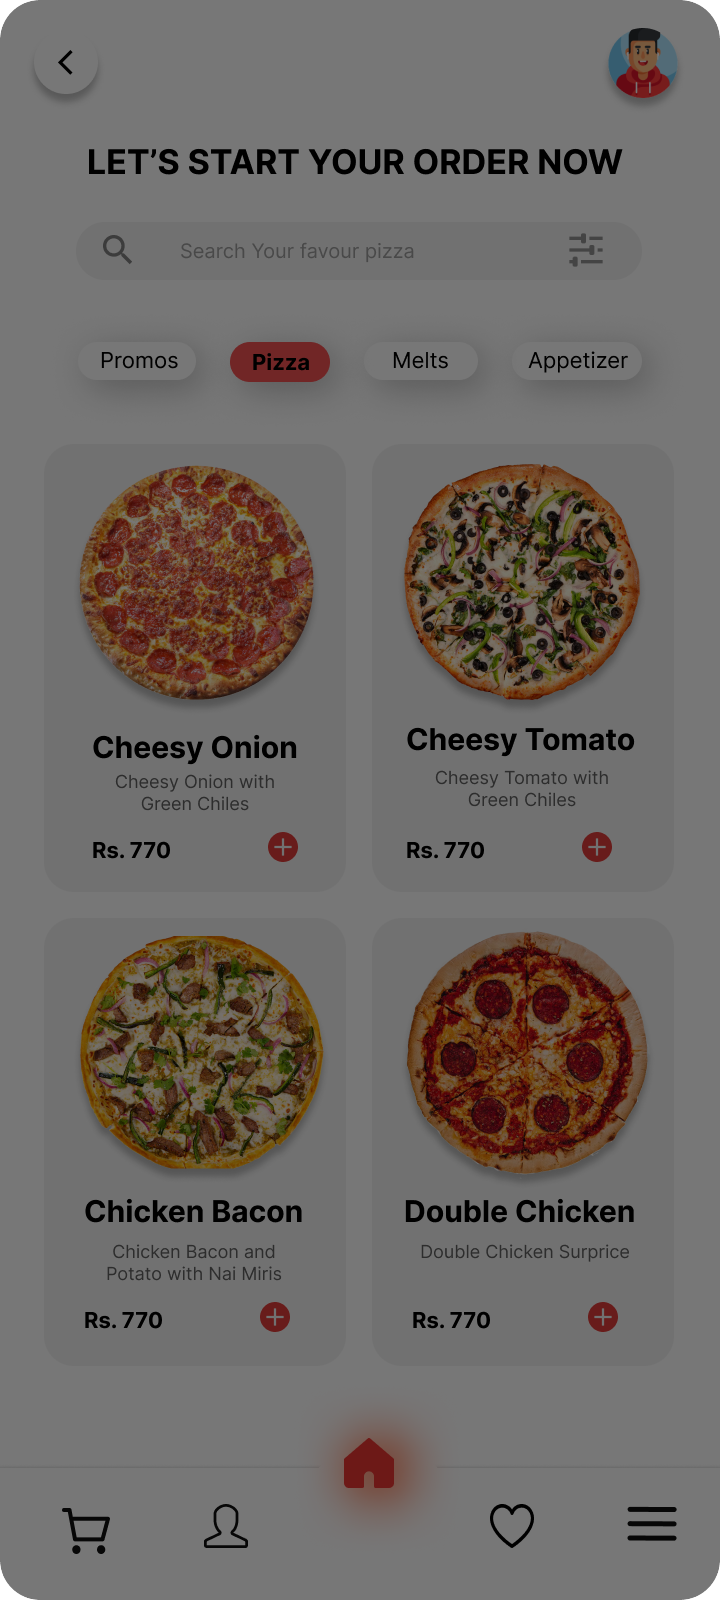 LET’S START YOUR ORDER NOW
Search Your favour pizza
Promos
Pizza
Melts
Appetizer
Cheesy Onion
Cheesy Onion with
Green Chiles
Rs. 770
Cheesy Tomato
Cheesy Tomato with
Green Chiles
Rs. 770
Chicken Bacon
Chicken Bacon and
Potato with Nai Miris
Rs. 770
Double Chicken
Double Chicken Surprice
Rs. 770